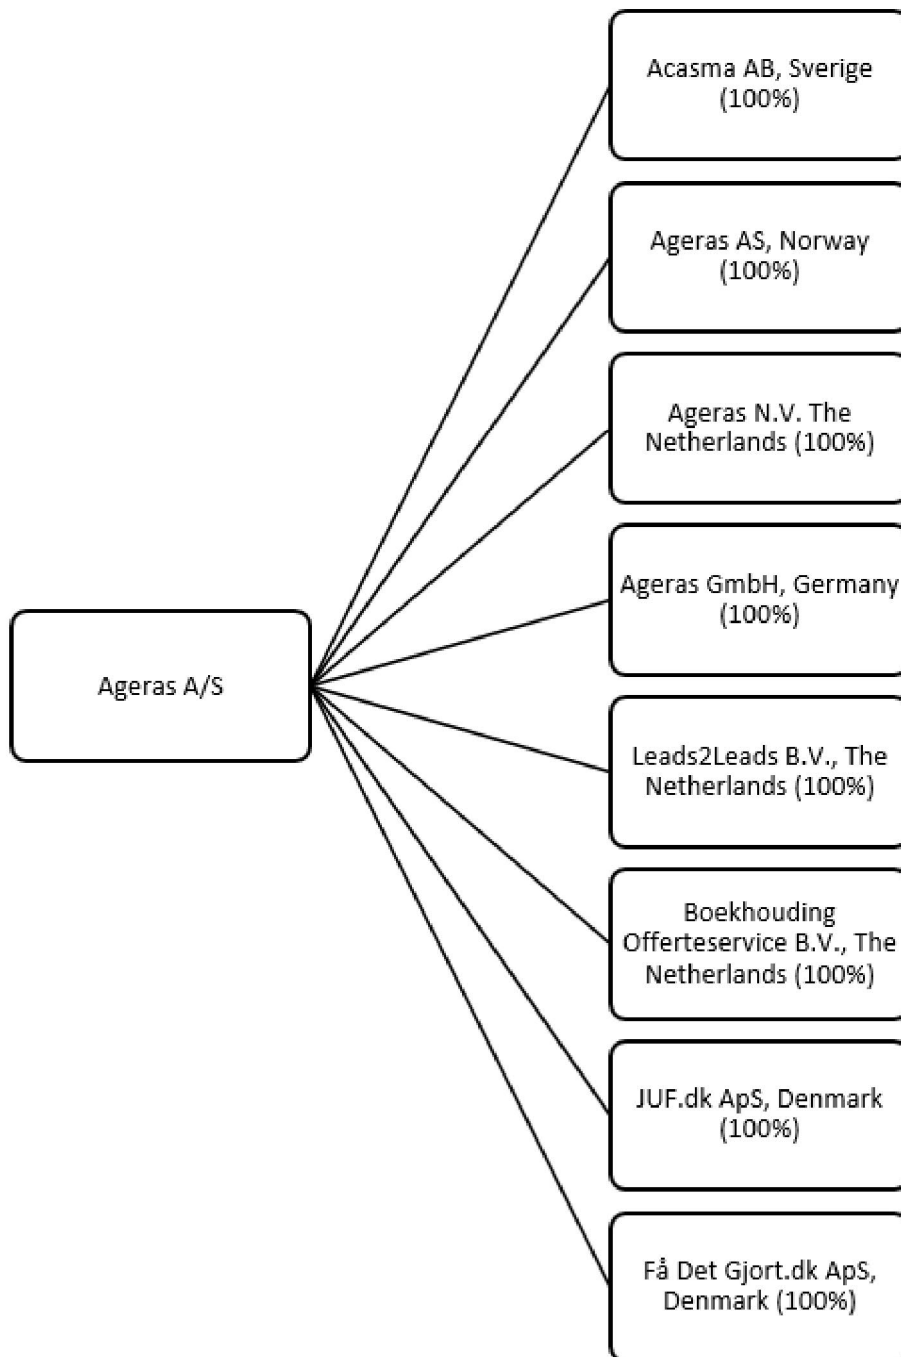 Acasma AB, Sverige
(100%)
Ageras AS, Norway
(100%)
Ageras N.V. The
Netherlands (100%)
Ageras GmbH, Germany
(100%)
Ageras A/S
Leads2Leads B.V., The
Netherlands (100%)
Boekhouding
Offerteservice B.V., The
Netherlands (100%)
JUF.dk ApS, Denmark
(100%)
Få Det Gjort.dk ApS,
Denmark (100%)